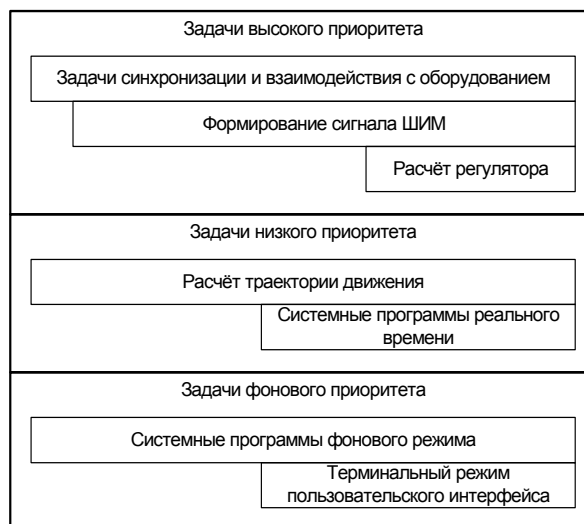 Задачи высокого приоритета
Задачи синхронизации и взаимодействия с оборудованием
Формирование сигнала ШИМ
Расчёт регулятора
Задачи низкого приоритета
Расчёт траектории движения
Системные программы реального
времени
Задачи фонового приоритета
Системные программы фонового режима
Терминальный режим
пользовательского интерфейса